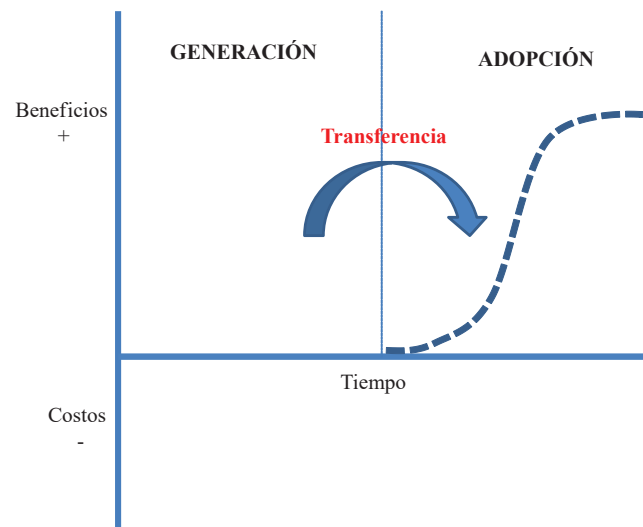 GENERACIÓN
ADOPCIÓN
Beneficios
+
Transferencia
Tiempo
Costos
-